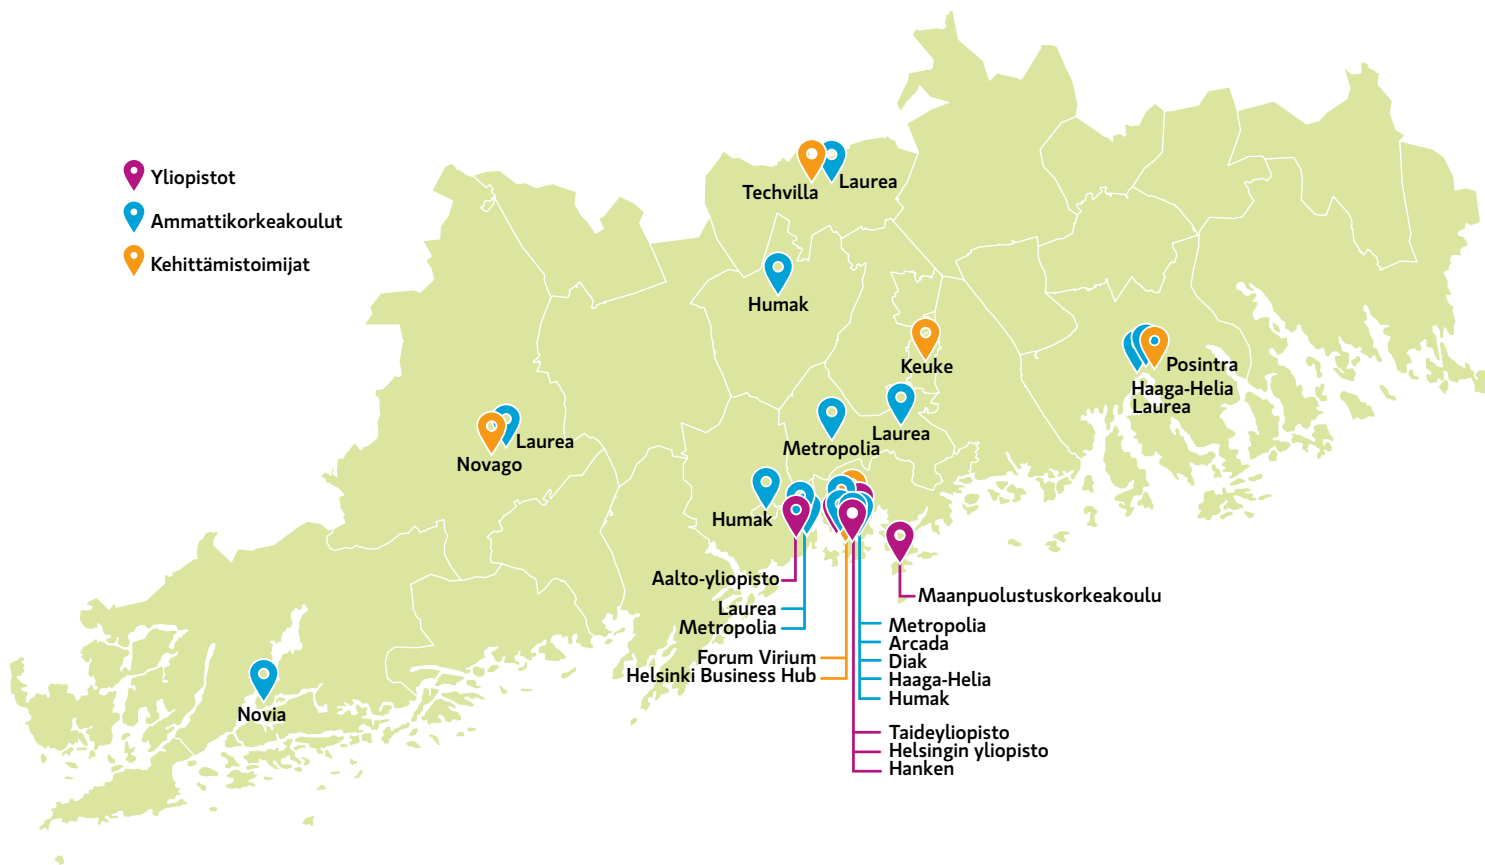 Yliopistot
Ammattikorkeakoulut
Kehittämistoimijat
Techvilla
Laurea
Humak
Keuke
Posintra
Haaga-Helia
Laurea
Laurea
Novago
Metropolia
Laurea
Humak
Aalto-yliopisto
Laurea
Metropolia
Forum Virium
Helsinki Business Hub
Maanpuolustuskorkeakoulu
Metropolia
Arcada
Diak
Haaga-Helia
Humak
Taideyliopisto
Helsingin yliopisto
Hanken
Novia